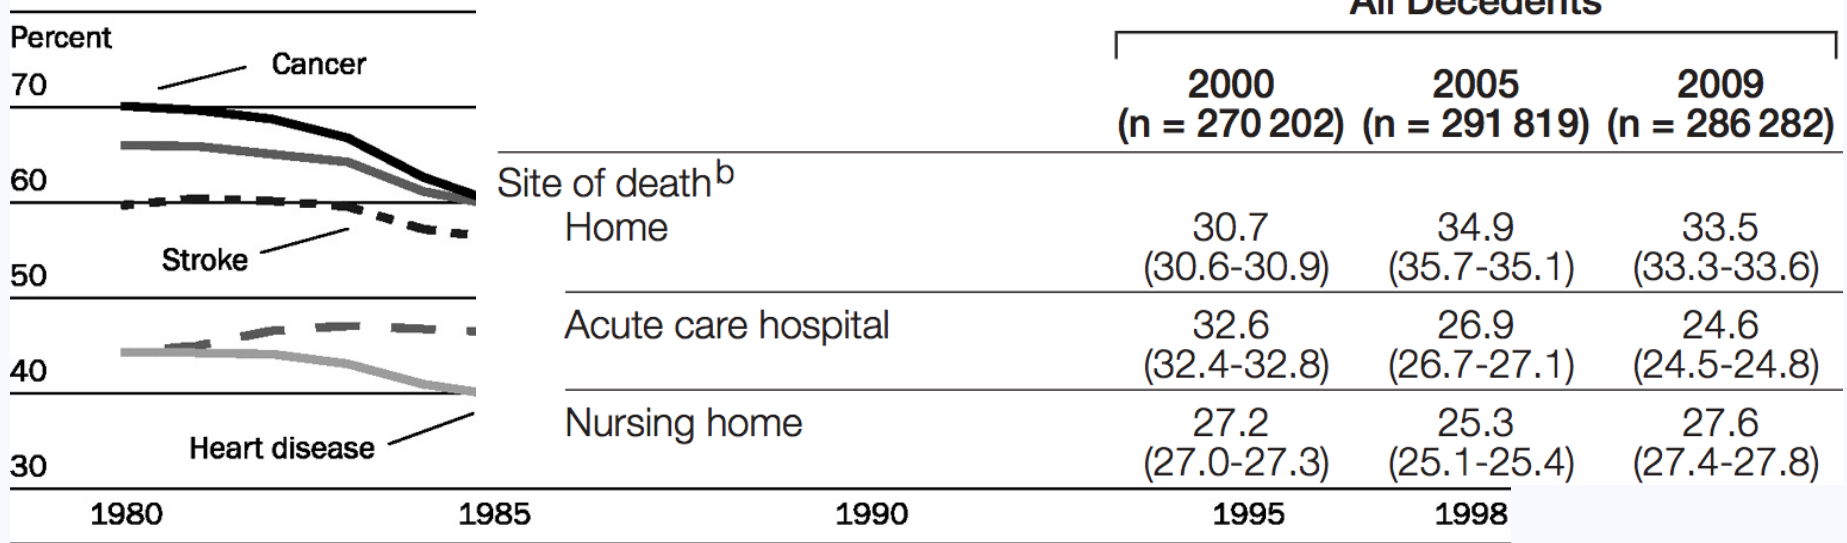 All Decedents
Percent
Cancer
70
60
Stroke
50
40
Heart disease
30
1980 1985 1990 1995 1998
2000 2005 2009
(n = 270 202) (n = 291 819) (n = 286 282)
Site of death b
Home 30.7 34.9 33.5
(30.6-30.9) (35.7-35.1) (33.3-33.6)
Acute care hospital 32.6 26.9 24.6
(32.4-32.8) (26.7-27.1) (24.5-24.8)
Nursing home 27.2 25.3 27.6
(27.0-27.3) (25.1-25.4) (27.4-27.8)